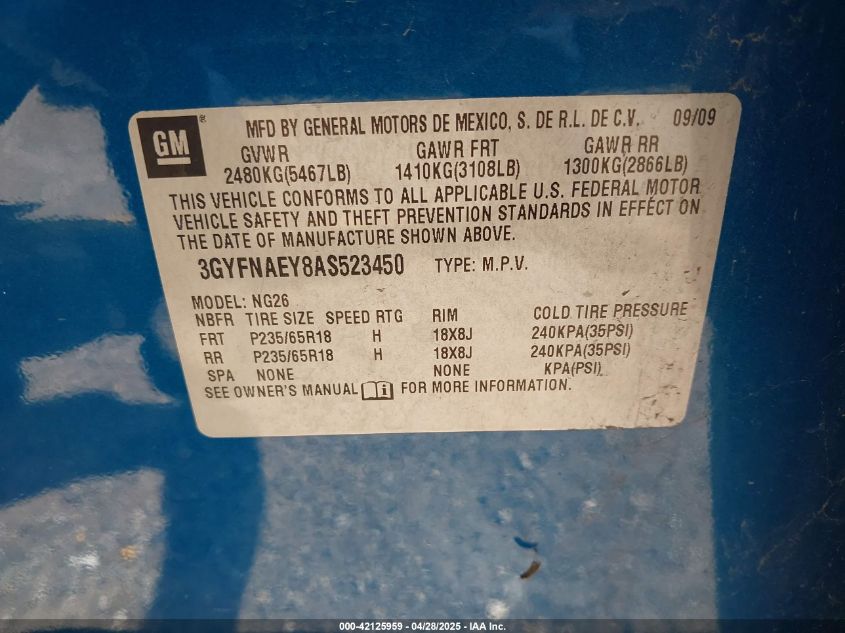 GM ® MFD BY GENERAL MOTORS DE MEXICO, S. DE R.L. DE C.V. 09/09
GVWR GAWR FRT GAWR RR
2480KG(5467LB) 1410KG(3108LB) 1300KG(2866LB)
THIS VEHICLE CONFORMS TO ALL APPLICABLE U.S. FEDERAL MOTOR
VEHICLE SAFETY AND THEFT PREVENTION STANDARDS IN EFFECT ON
THE DATE OF MANUFACTURE SHOWN ABOVE.
3GYFNAEY8AS523450 TYPE: M.P.V.
MODEL: NG26
NBFR TIRE SIZE SPEED RTG RIM COLD TIRE PRESSURE
FRT P235/65R18 H 18X8J 240KPA(35PSI)
RR P235/65R18 H 18X8J 240KPA(35PSI)
SPA NONE NONE KPA(PSI)
SEE OWNER'S MANUAL FOR MORE INFORMATION.
000-42125959 - 04/28/2025 - IAA Inc.